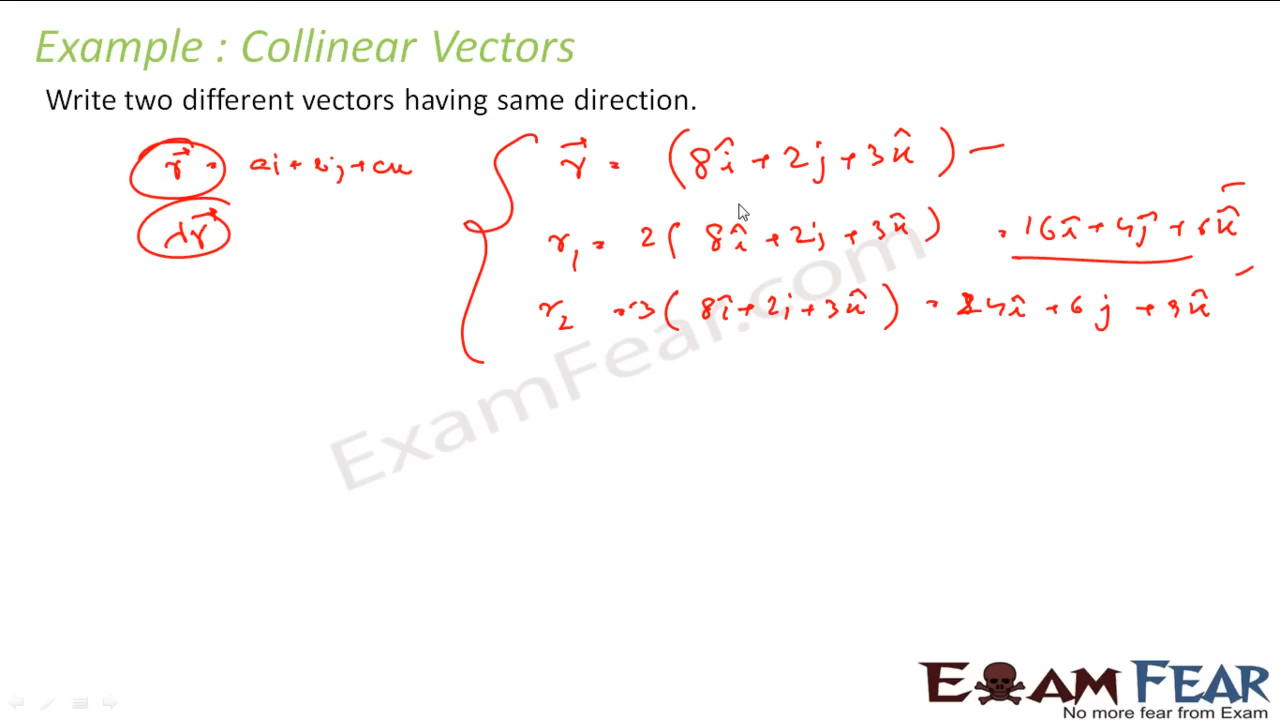 Example : Collinear Vectors
Write two different vectors having same direction.
r⃗ = ai + bj + ck
λr⃗
r⃗ = (8î + 2j + 3k̂)
r₁ = 2(8î + 2j + 3k̂) = 16î + 4ĵ + 6k̂
r₂ = 3(8î + 2j + 3k̂) = 24î + 6j + 9k̂
ExamFear.com
EXAM FEAR
No more fear from Exam